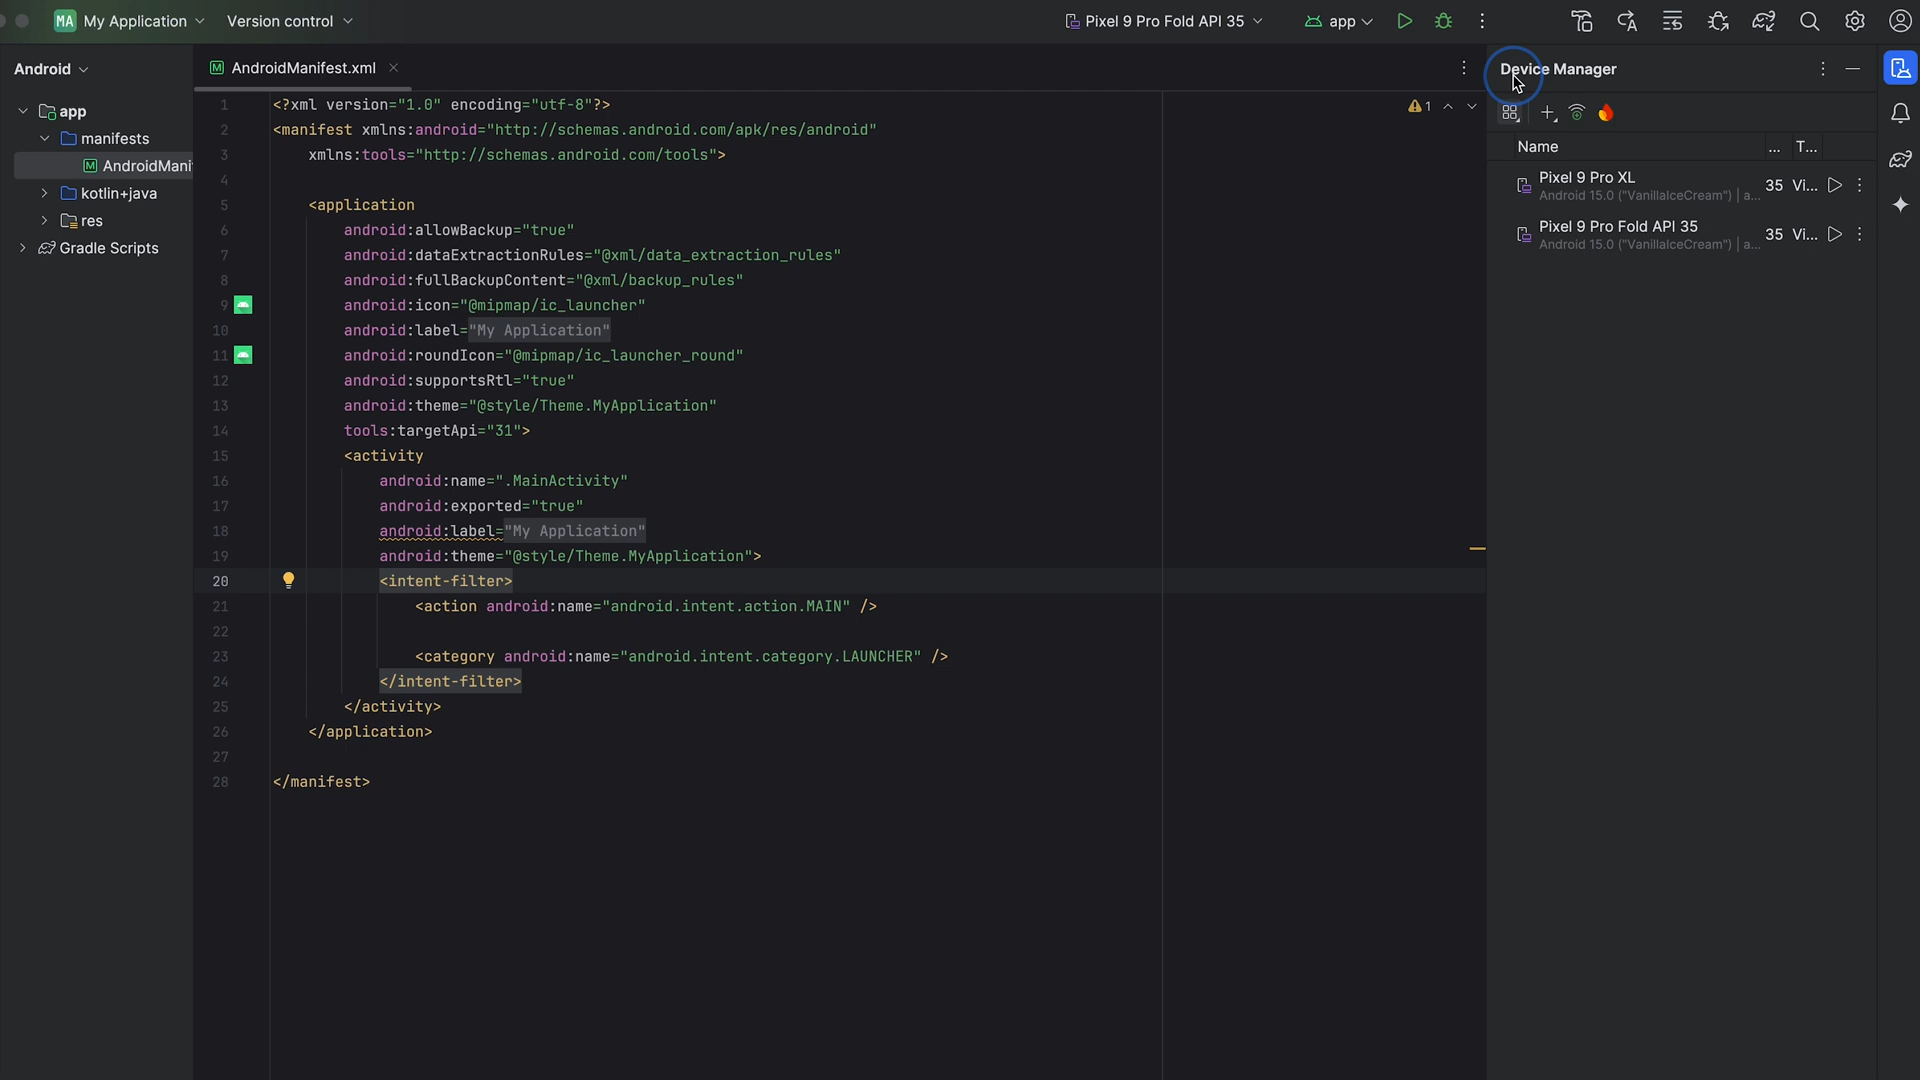 MA My Application Version control Pixel 9 Pro Fold API 35 app
Android
app
manifests
AndroidMani
kotlin+java
res
Gradle Scripts
AndroidManifest.xml
1 <?xml version="1.0" encoding="utf-8"?>
2 <manifest xmlns:android="http://schemas.android.com/apk/res/android"
3 xmlns:tools="http://schemas.android.com/tools">
4
5 <application
6 android:allowBackup="true"
7 android:dataExtractionRules="@xml/data_extraction_rules"
8 android:fullBackupContent="@xml/backup_rules"
9 android:icon="@mipmap/ic_launcher"
10 android:label="My Application"
11 android:roundIcon="@mipmap/ic_launcher_round"
12 android:supportsRtl="true"
13 android:theme="@style/Theme.MyApplication"
14 tools:targetApi="31">
15 <activity
16 android:name=".MainActivity"
17 android:exported="true"
18 android:label="My Application"
19 android:theme="@style/Theme.MyApplication">
20 <intent-filter>
21 <action android:name="android.intent.action.MAIN" />
22
23 <category android:name="android.intent.category.LAUNCHER" />
24 </intent-filter>
25 </activity>
26 </application>
27
28 </manifest>
1
Device Manager
Name ... T...
Pixel 9 Pro XL 35 Vi...
Android 15.0 ("VanillaIceCream") | a...
Pixel 9 Pro Fold API 35 35 Vi...
Android 15.0 ("VanillaIceCream") | a...